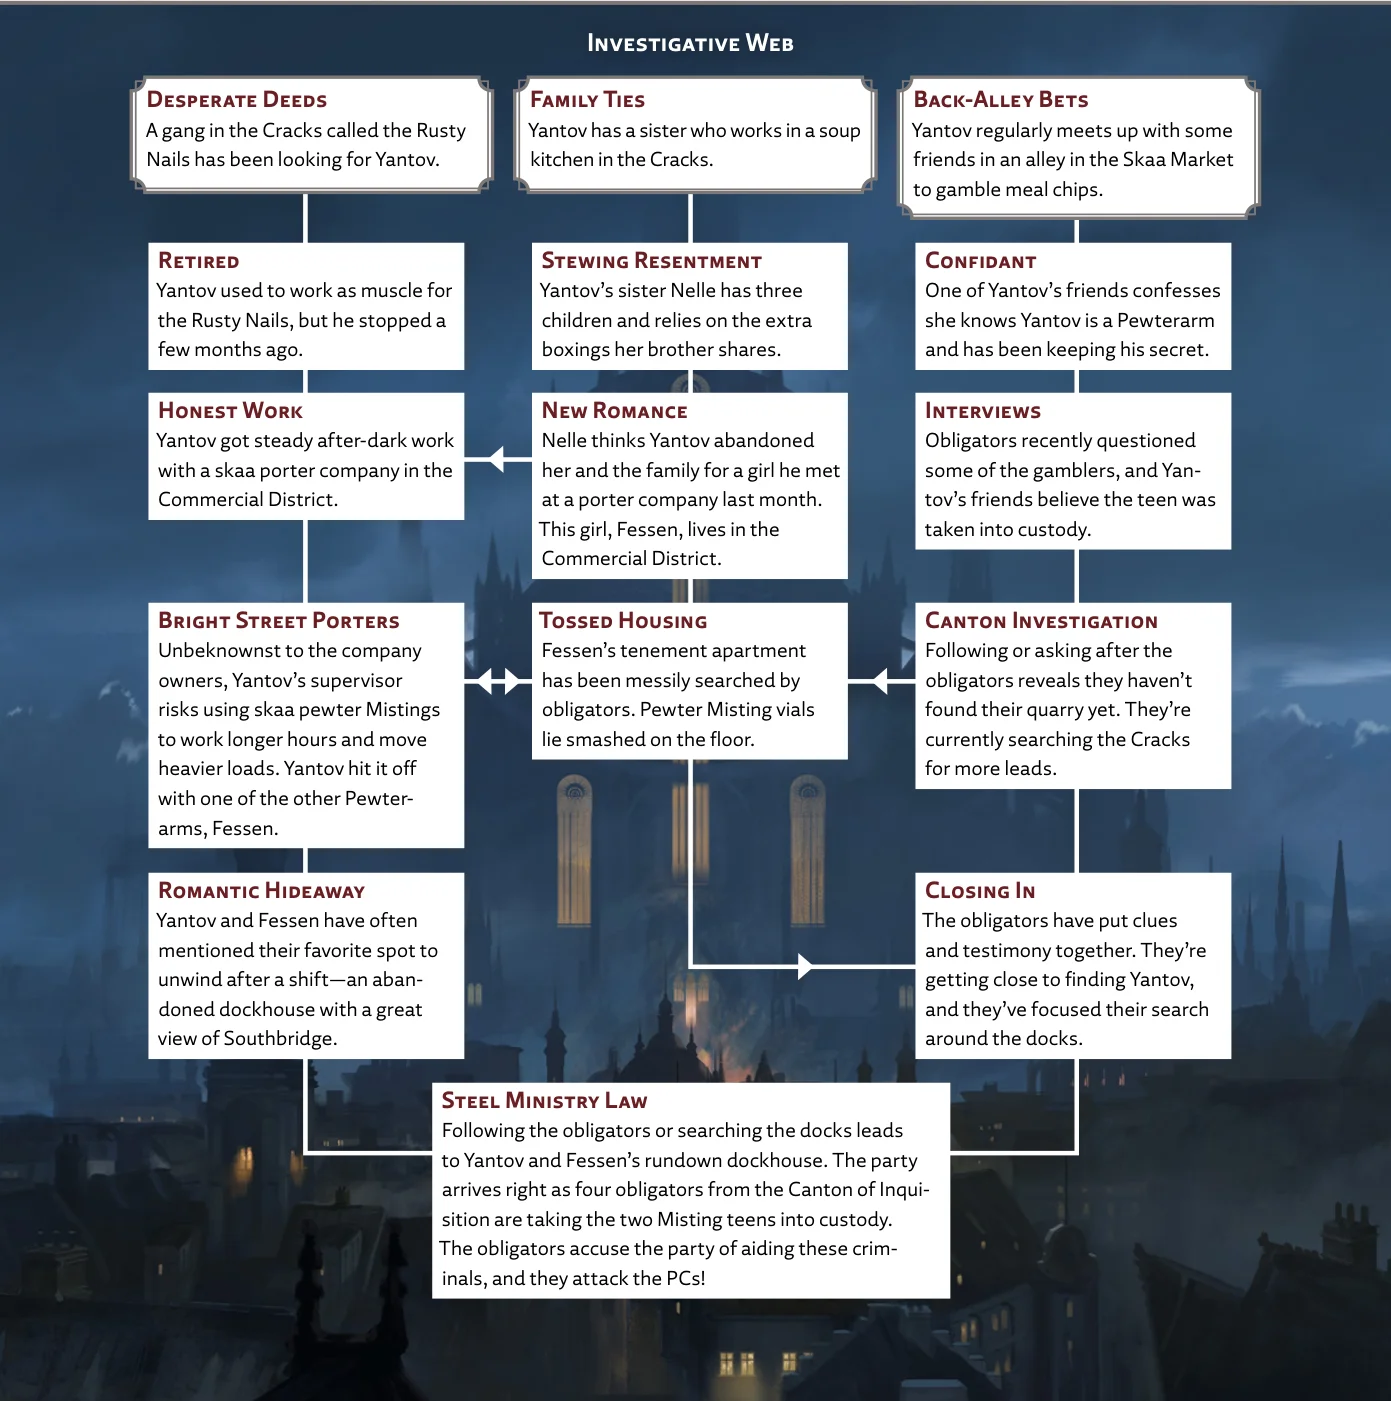 Investigative Web
Desperate Deeds
A gang in the Cracks called the Rusty
Nails has been looking for Yantov.
Family Ties
Yantov has a sister who works in a soup
kitchen in the Cracks.
Back-Alley Bets
Yantov regularly meets up with some
friends in an alley in the Skaa Market
to gamble meal chips.
Retired
Yantov used to work as muscle for
the Rusty Nails, but he stopped a
few months ago.
Stewing Resentment
Yantov's sister Nelle has three
children and relies on the extra
boxings her brother shares.
Confidant
One of Yantov's friends confesses
she knows Yantov is a Pewterarm
and has been keeping his secret.
Honest Work
Yantov got steady after-dark work
with a skaa porter company in the
Commercial District.
New Romance
Nelle thinks Yantov abandoned
her and the family for a girl he met
at a porter company last month.
This girl, Fessen, lives in the
Commercial District.
Interviews
Obligators recently questioned
some of the gamblers, and Yan-
tov's friends believe the teen was
taken into custody.
Bright Street Porters
Unbeknownst to the company
owners, Yantov's supervisor
risks using skaa pewter Mistings
to work longer hours and move
heavier loads. Yantov hit it off
with one of the other Pewter-
arms, Fessen.
Tossed Housing
Fessen's tenement apartment
has been messily searched by
obligators. Pewter Misting vials
lie smashed on the floor.
Canton Investigation
Following or asking after the
obligators reveals they haven't
found their quarry yet. They're
currently searching the Cracks
for more leads.
Romantic Hideaway
Yantov and Fessen have often
mentioned their favorite spot to
unwind after a shift—an aban-
doned dockhouse with a great
view of Southbridge.
Closing In
The obligators have put clues
and testimony together. They're
getting close to finding Yantov,
and they've focused their search
around the docks.
Steel Ministry Law
Following the obligators or searching the docks leads
to Yantov and Fessen's rundown dockhouse. The party
arrives right as four obligators from the Canton of Inqui-
sition are taking the two Misting teens into custody.
The obligators accuse the party of aiding these crim-
inals, and they attack the PCs!